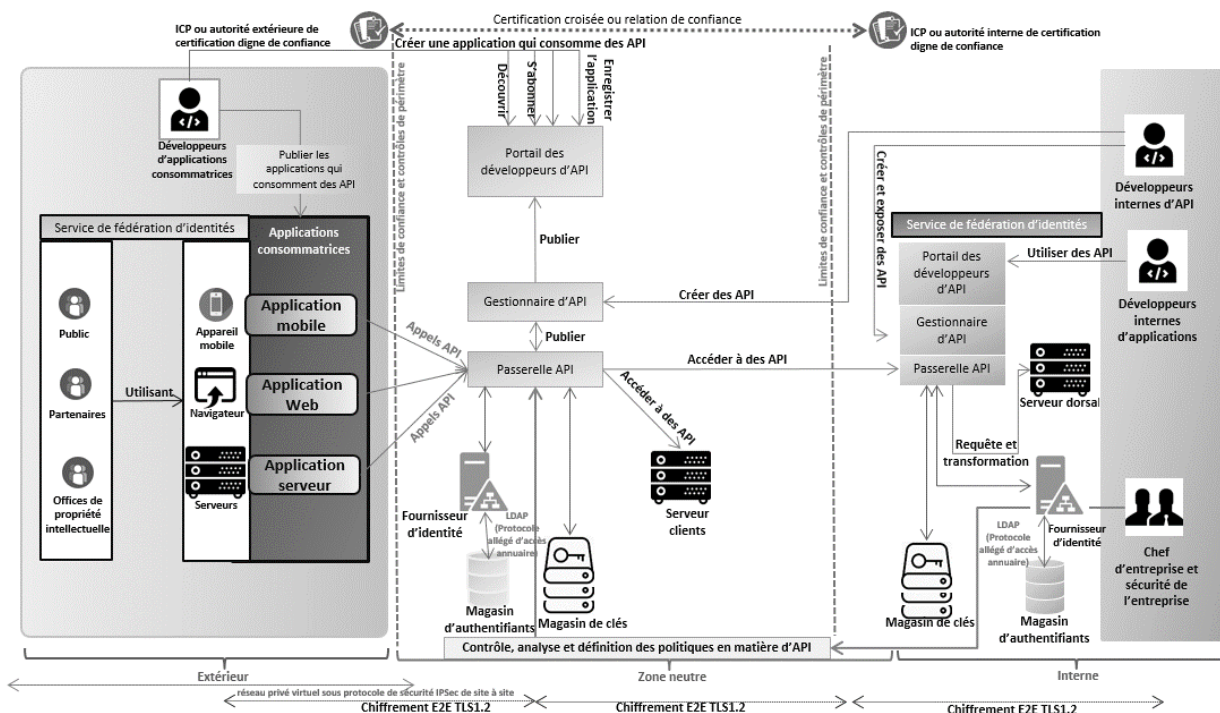 Certification croisée ou relation de confiance
ICP ou autorité extérieure de
certification digne de confiance
ICP ou autorité interne de certification
digne de confiance
Créer une application qui consomme des API
Limites de confiance et contrôles de périmètre
Découvrir
S'abonner
Enregistrer
l'application
Limites de confiance et contrôles de périmètre
Développeurs
d'applications
consommatrices
Publier les
applications qui
consomment des API
Portail des
développeurs d'API
Créer et exposer des API
Développeurs
internes d'API
Service de fédération d'identités
Applications
consommatrices
Publier
Service de fédération d'identités
Portail des
développeurs
d'API
Utiliser des API
Développeurs
internes
d'applications
Public
Appareil
mobile
Application
mobile
Appels API
Gestionnaire d'API
Créer des API
Gestionnaire
d'API
Publier
Passerelle API
Accéder à des API
Passerelle API
Serveur dorsal
Partenaires
Utilisant
Navigateur
Application
Web
Appels API
Accéder à des API
Requête et
transformation
Offices de
propriété
intellectuelle
Serveurs
Application
serveur
Fournisseur
d'identité
LDAP
(Protocole
allégé d'accès
annuaire)
Serveur
clients
LDAP
(Protocole
allégé d'accès
annuaire)
Fournisseur
d'identité
Chef
d'entreprise et
sécurité de
l'entreprise
Magasin
d'authentifiants
Magasin de clés
Magasin de clés
Magasin
d'authentifiants
Contrôle, analyse et définition des politiques en matière d'API
Extérieur
Zone neutre
Interne
réseau privé virtuel sous protocole de sécurité IPSec de site à site
Chiffrement E2E TLS1.2
Chiffrement E2E TLS1.2
Chiffrement E2E TLS1.2